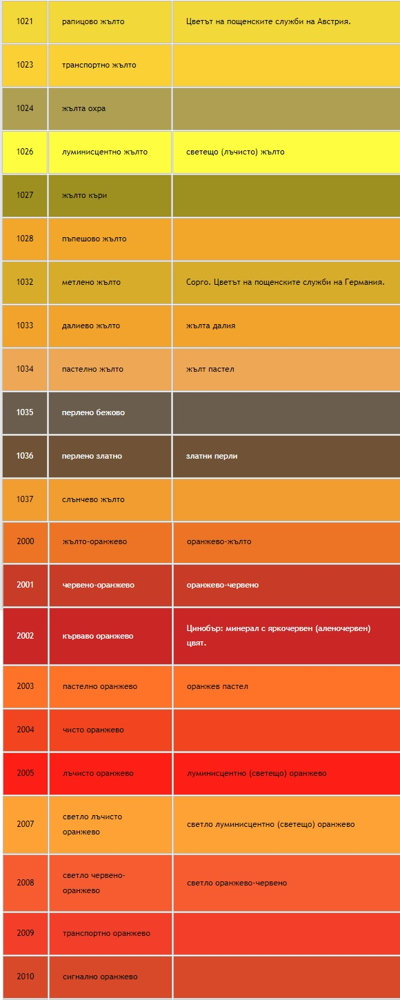 1021 рапицово жълто Цветът на пощенските служби на Австрия.
1023 транспортно жълто
1024 жълта охра
1026 луминисцентно жълто светещо (лъчисто) жълто
1027 жълто къри
1028 пъпешово жълто
1032 метлено жълто Сорго. Цветът на пощенските служби на Германия.
1033 далиево жълто жълта далия
1034 пастелно жълто жълт пастел
1035 перлено бежово
1036 перлено златно златни перли
1037 слънчево жълто
2000 жълто-оранжево оранжево-жълто
2001 червено-оранжево оранжево-червено
2002 кърваво оранжево Цинобър: минерал с яркочервен (аленочервен)
цвят.
2003 пастелно оранжево оранжев пастел
2004 чисто оранжево
2005 лъчисто оранжево луминисцентно (светещо) оранжево
2007 светло лъчисто
оранжево светло луминисцентно (светещо) оранжево
2008 светло червено-
оранжево светло оранжево-червено
2009 транспортно оранжево
2010 сигнално оранжево